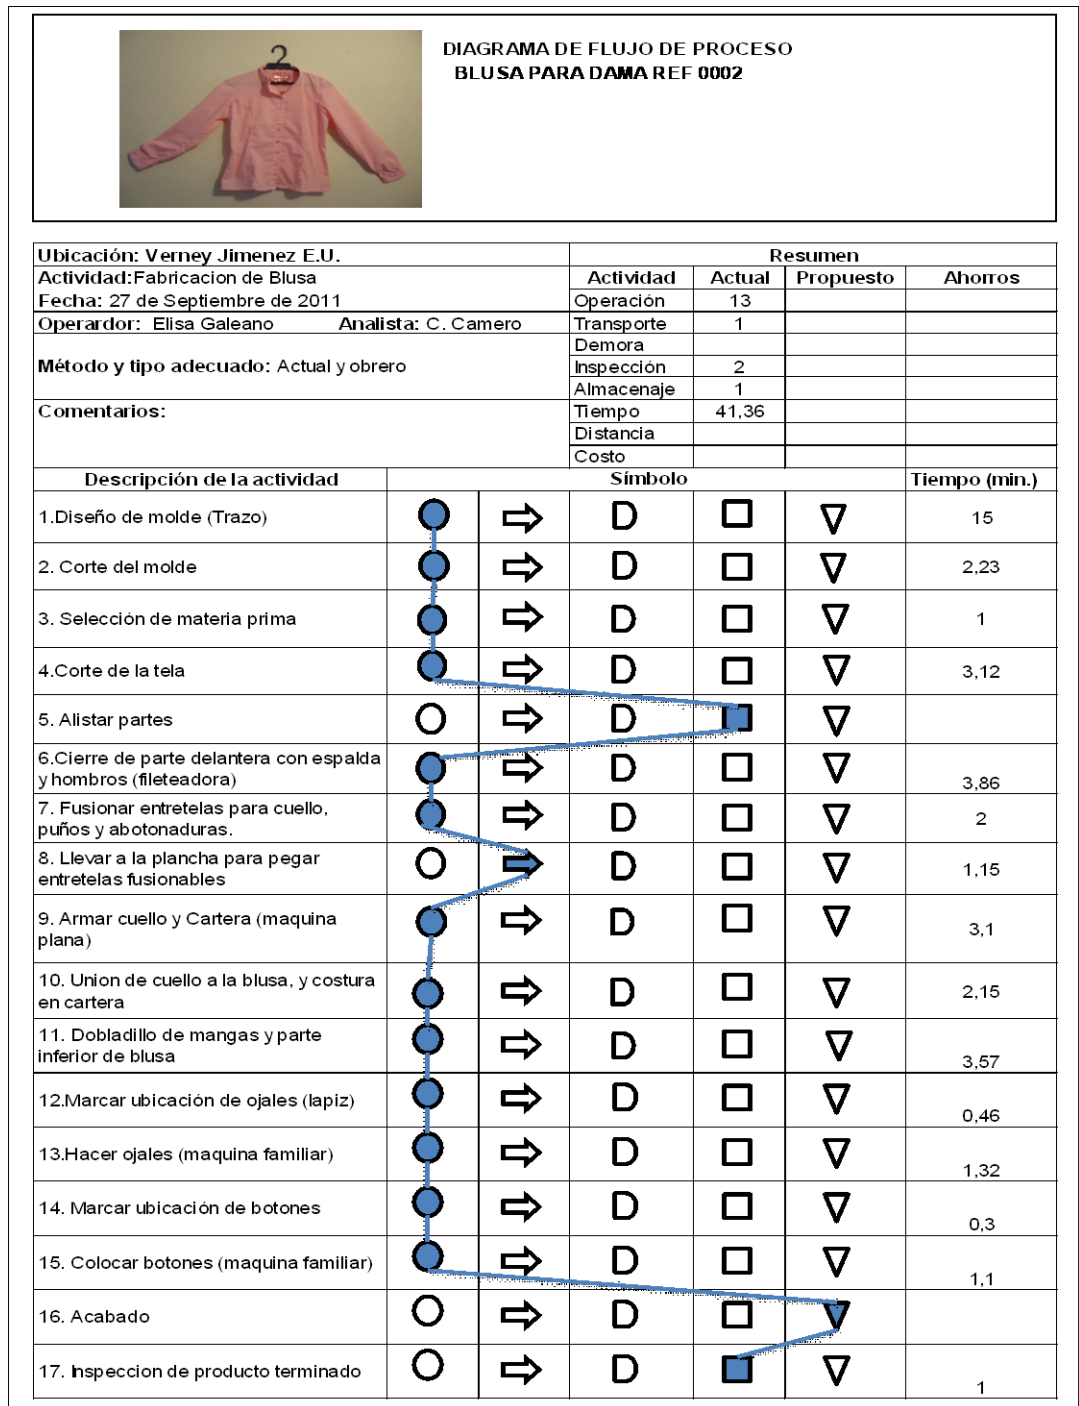 DIAGRAMA DE FLUJO DE PROCESO
BLUSA PARA DAMA REF 0002
Ubicación: Verney Jimenez E.U.
Resumen
Actividad:Fabricacion de Blusa
Actividad Actual Propuesto Ahorros
Fecha: 27 de Septiembre de 2011
Operación 13
Operardor: Elisa Galeano Analista: C. Camero
Transporte 1
Demora
Método y tipo adecuado: Actual y obrero
Inspección 2
Almacenaje 1
Comentarios:
Tiempo 41,36
Distancia
Costo
Descripción de la actividad Símbolo Tiempo (min.)
1.Diseño de molde (Trazo) D 15
2. Corte del molde D 2,23
3. Selección de materia prima D 1
4.Corte de la tela D 3,12
5. Alistar partes D
6.Cierre de parte delantera con espalda
y hombros (fileteadora) D 3,86
7. Fusionar entretelas para cuello,
puños y abotonaduras. D 2
8. Llevar a la plancha para pegar
entretelas fusionables D 1,15
9. Armar cuello y Cartera (maquina
plana) D 3,1
10. Union de cuello a la blusa, y costura
en cartera D 2,15
11. Dobladillo de mangas y parte
inferior de blusa D 3,57
12.Marcar ubicación de ojales (lapiz) D 0,46
13.Hacer ojales (maquina familiar) D 1,32
14. Marcar ubicación de botones D 0,3
15. Colocar botones (maquina familiar) D 1,1
16. Acabado D
17. Inspeccion de producto terminado D 1